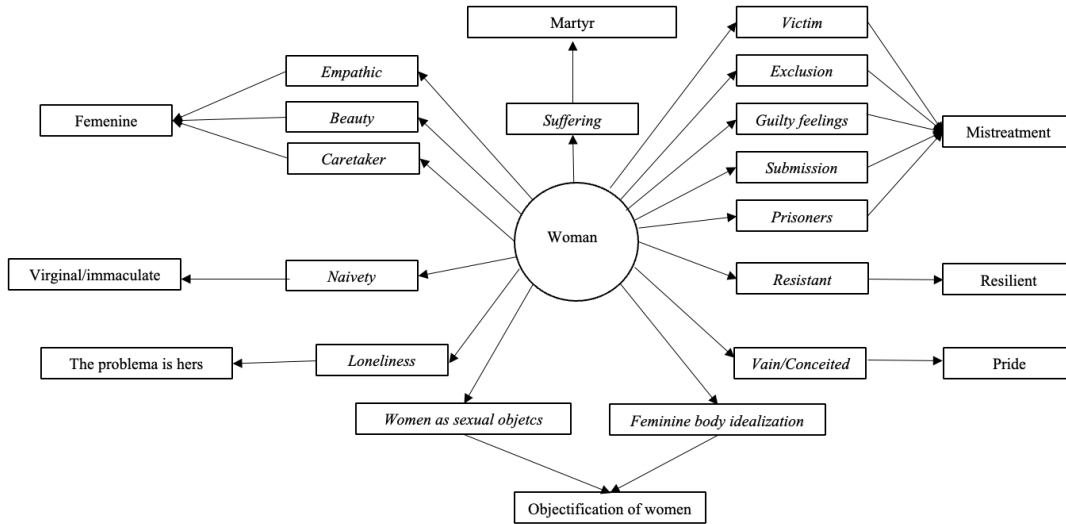 Martyr
Victim
Empathic
Exclusion
Femenine
Beauty
Suffering
Guilty feelings
Mistreatment
Caretaker
Submission
Prisoners
Woman
Virginal/immaculate
Naivety
Resistant
Resilient
The problema is hers
Loneliness
Vain/Conceited
Pride
Women as sexual objetcs
Feminine body idealization
Objectification of women